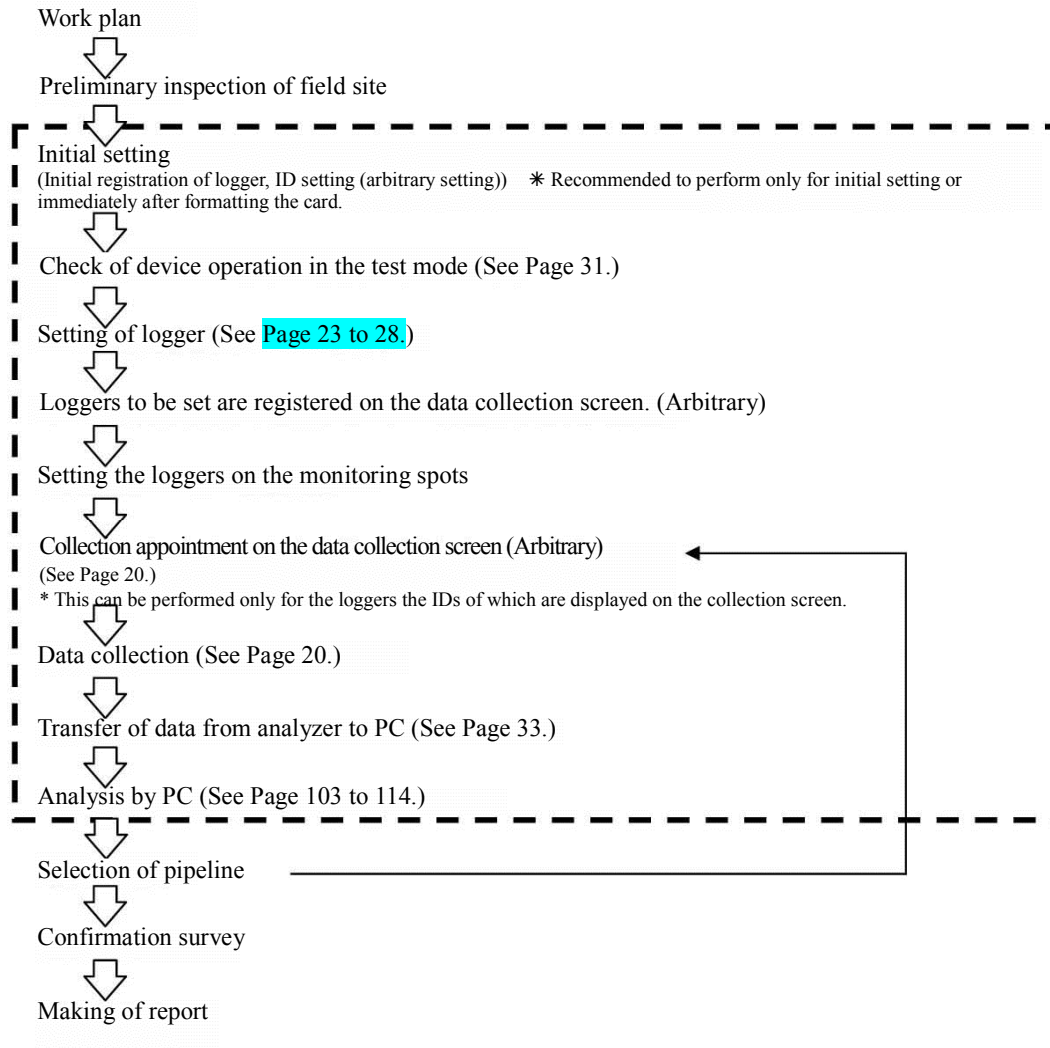 Work plan
Preliminary inspection of field site
Initial setting
(Initial registration of logger, ID setting (arbitrary setting))    ✳ Recommended to perform only for initial setting or
immediately after formatting the card.
Check of device operation in the test mode (See Page 31.)
Setting of logger (See Page 23 to 28.)
Loggers to be set are registered on the data collection screen. (Arbitrary)
Setting the loggers on the monitoring spots
Collection appointment on the data collection screen (Arbitrary)
(See Page 20.)
* This can be performed only for the loggers the IDs of which are displayed on the collection screen.
Data collection (See Page 20.)
Transfer of data from analyzer to PC (See Page 33.)
Analysis by PC (See Page 103 to 114.)
Selection of pipeline
Confirmation survey
Making of report